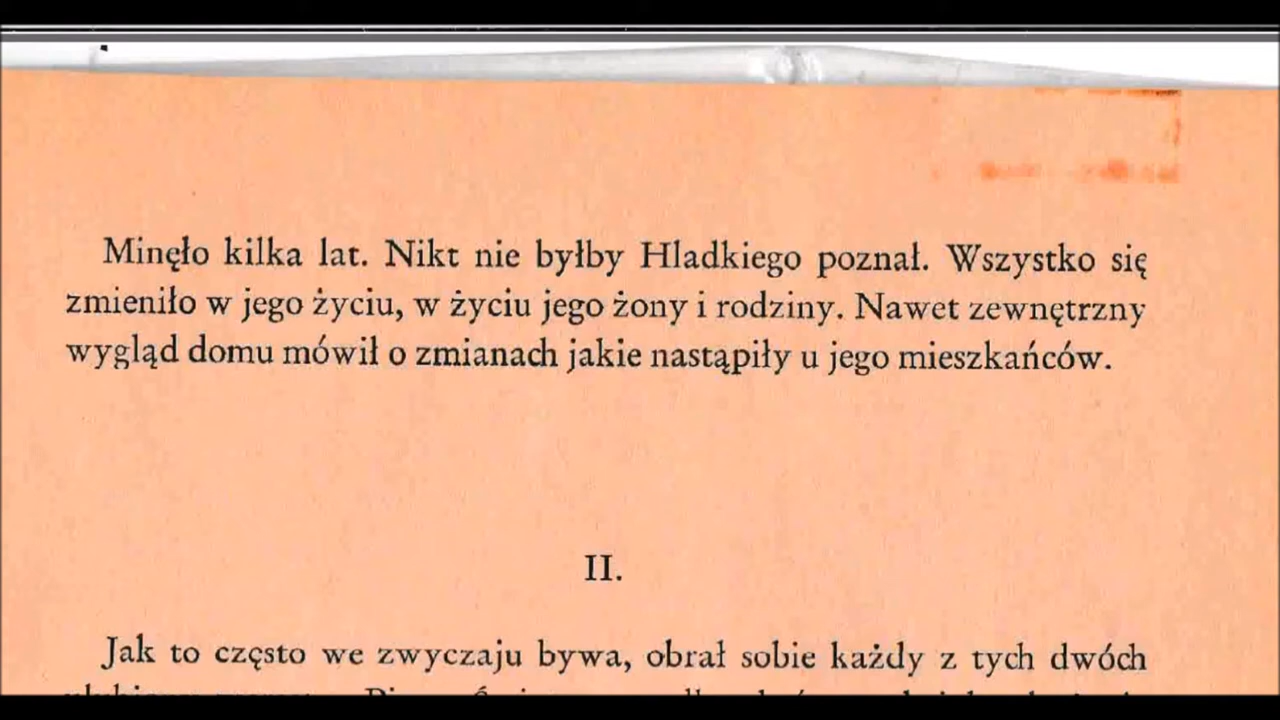 Minęło kilka lat. Nikt nie byłby Hladkiego poznał. Wszystko się
zmieniło w jego życiu, w życiu jego żony i rodziny. Nawet zewnętrzny
wygląd domu mówił o zmianach jakie nastąpiły u jego mieszkańców.
II.
Jak to często we zwyczaju bywa, obrał sobie każdy z tych dwóch